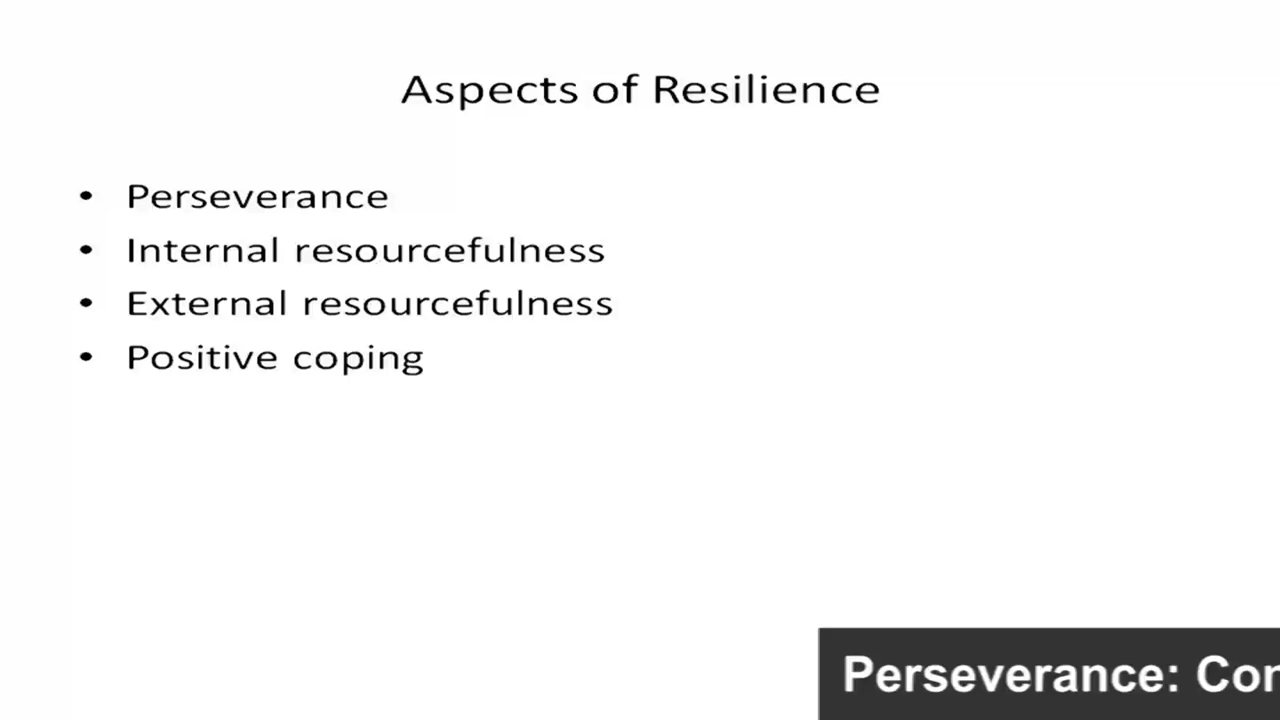 Aspects of Resilience
• Perseverance
• Internal resourcefulness
• External resourcefulness
• Positive coping
Perseverance: